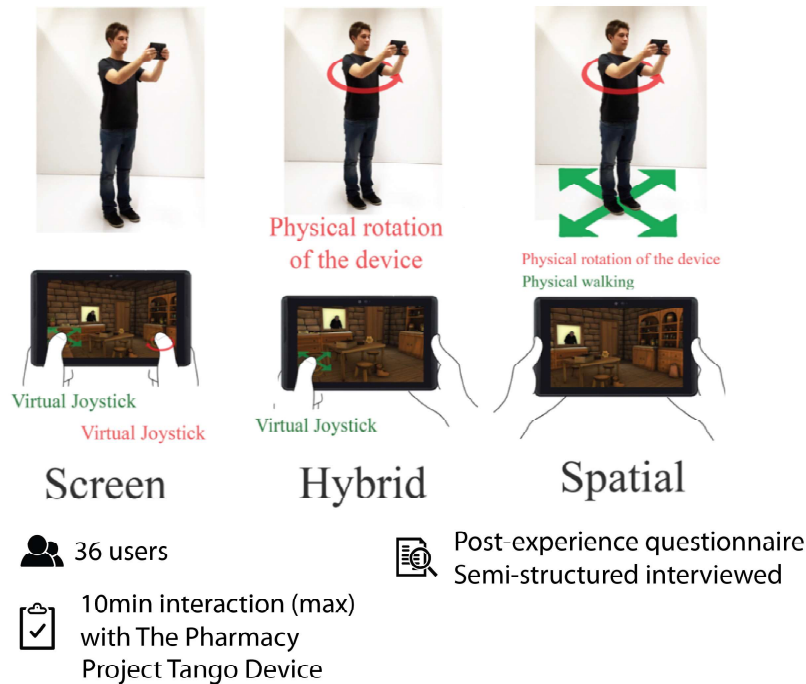 Physical rotation
of the device
Physical rotation of the device
Physical walking
Virtual Joystick
Virtual Joystick
Virtual Joystick
Screen
Hybrid
Spatial
36 users
10min interaction (max)
with The Pharmacy
Project Tango Device
Post-experience questionnaire
Semi-structured interviewed